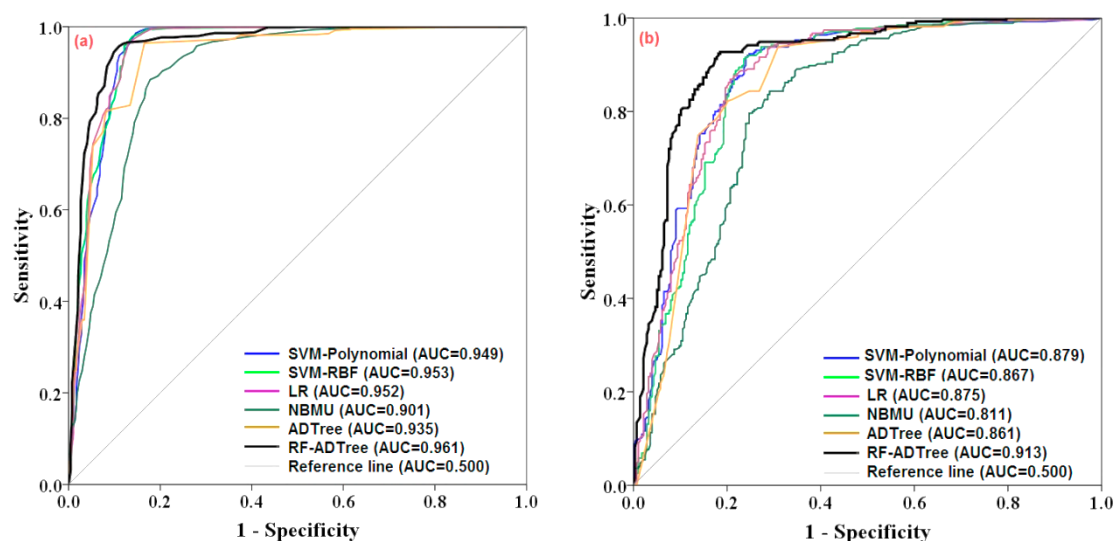 (a)
1.0
0.8
0.6
0.4
0.2
0.0
Sensitivity
SVM-Polynomial (AUC=0.949)
SVM-RBF (AUC=0.953)
LR (AUC=0.952)
NBMU (AUC=0.901)
ADTree (AUC=0.935)
RF-ADTree (AUC=0.961)
Reference line (AUC=0.500)
0.0 0.2 0.4 0.6 0.8 1.0
1 - Specificity
(b)
1.0
0.8
0.6
0.4
0.2
0.0
Sensitivity
SVM-Polynomial (AUC=0.879)
SVM-RBF (AUC=0.867)
LR (AUC=0.875)
NBMU (AUC=0.811)
ADTree (AUC=0.861)
RF-ADTree (AUC=0.913)
Reference line (AUC=0.500)
0.0 0.2 0.4 0.6 0.8 1.0
1 - Specificity